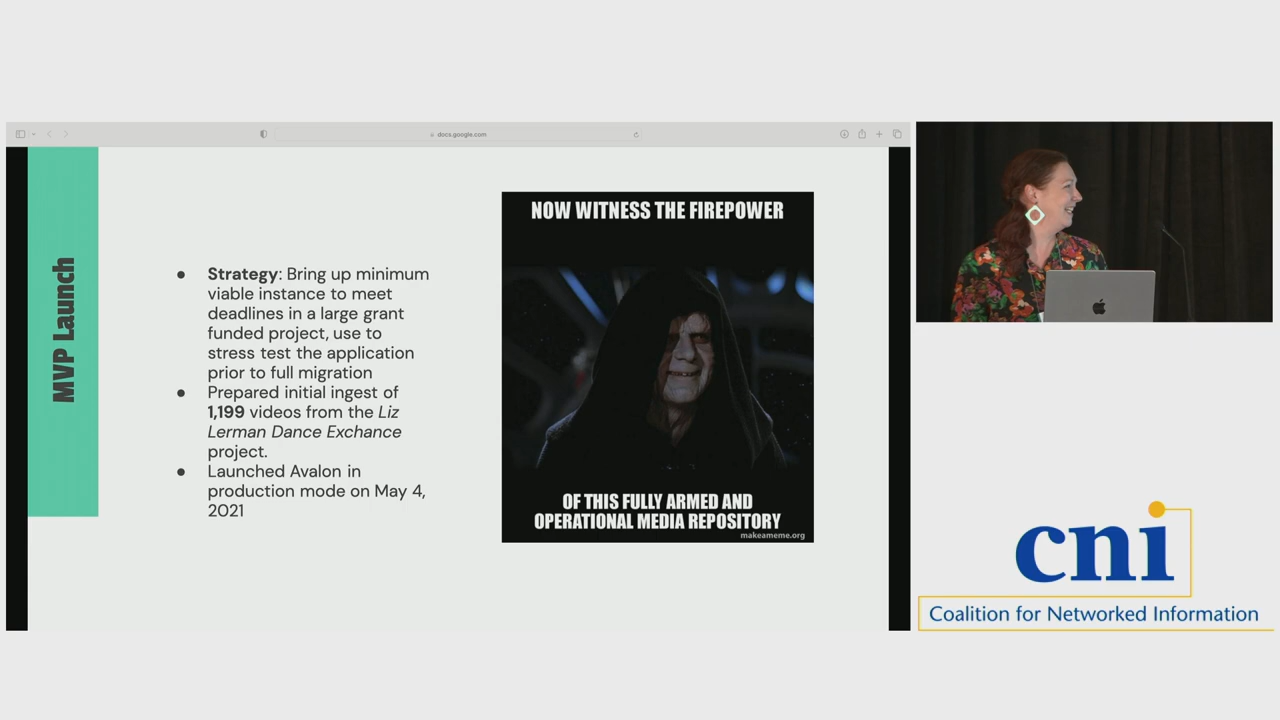 docs.google.com
MVP Launch
● Strategy: Bring up minimum
viable instance to meet
deadlines in a large grant
funded project, use to
stress test the application
prior to full migration
● Prepared initial ingest of
1,199 videos from the Liz
Lerman Dance Exchance
project.
● Launched Avalon in
production mode on May 4,
2021
NOW WITNESS THE FIREPOWER
OF THIS FULLY ARMED AND
OPERATIONAL MEDIA REPOSITORY
makeameme.org
cni
Coalition for Networked Information